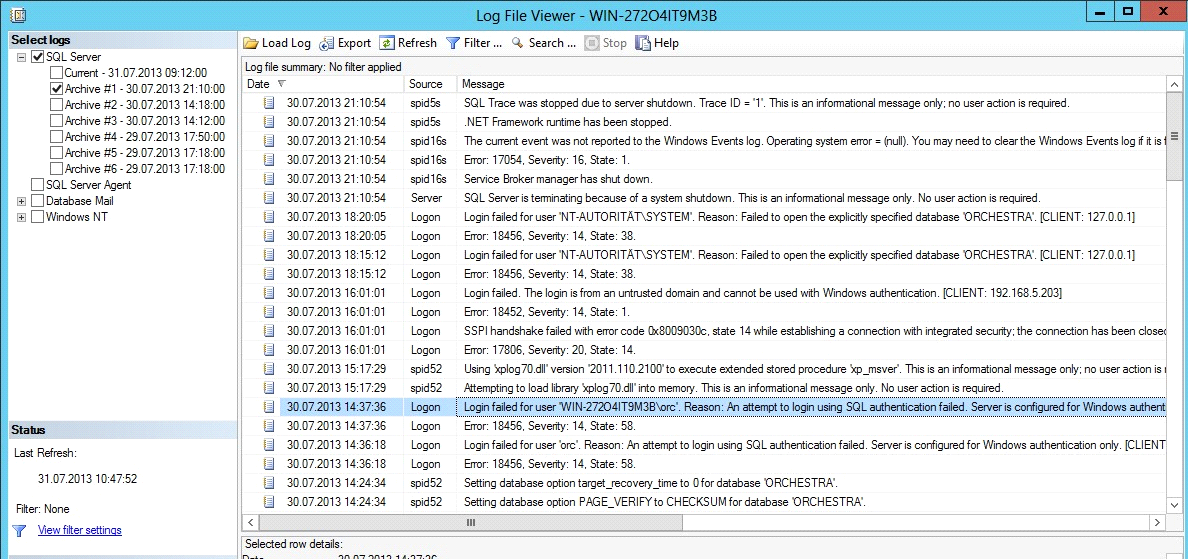 Log File Viewer - WIN-272O4IT9M3B
Select logs
SQL Server
Current - 31.07.2013 09:12:00
Archive #1 - 30.07.2013 21:10:00
Archive #2 - 30.07.2013 14:18:00
Archive #3 - 30.07.2013 14:12:00
Archive #4 - 29.07.2013 17:50:00
Archive #5 - 29.07.2013 17:18:00
Archive #6 - 29.07.2013 17:18:00
SQL Server Agent
Database Mail
Windows NT
Status
Last Refresh:
31.07.2013 10:47:52
Filter: None
View filter settings
Load Log Export Refresh Filter ... Search ... Stop Help
Log file summary: No filter applied
Date Source Message
30.07.2013 21:10:54 spid5s SQL Trace was stopped due to server shutdown. Trace ID = '1'. This is an informational message only; no user action is required.
30.07.2013 21:10:54 spid5s .NET Framework runtime has been stopped.
30.07.2013 21:10:54 spid16s The current event was not reported to the Windows Events log. Operating system error = (null). You may need to clear the Windows Events log if it is
30.07.2013 21:10:54 spid16s Error: 17054, Severity: 16, State: 1.
30.07.2013 21:10:54 spid16s Service Broker manager has shut down.
30.07.2013 21:10:54 Server SQL Server is terminating because of a system shutdown. This is an informational message only. No user action is required.
30.07.2013 18:20:05 Logon Login failed for user 'NT-AUTORITÄT\SYSTEM'. Reason: Failed to open the explicitly specified database 'ORCHESTRA'. [CLIENT: 127.0.0.1]
30.07.2013 18:20:05 Logon Error: 18456, Severity: 14, State: 38.
30.07.2013 18:15:12 Logon Login failed for user 'NT-AUTORITÄT\SYSTEM'. Reason: Failed to open the explicitly specified database 'ORCHESTRA'. [CLIENT: 127.0.0.1]
30.07.2013 18:15:12 Logon Error: 18456, Severity: 14, State: 38.
30.07.2013 16:01:01 Logon Login failed. The login is from an untrusted domain and cannot be used with Windows authentication. [CLIENT: 192.168.5.203]
30.07.2013 16:01:01 Logon Error: 18452, Severity: 14, State: 1.
30.07.2013 16:01:01 Logon SSPI handshake failed with error code 0x8009030c, state 14 while establishing a connection with integrated security; the connection has been closed
30.07.2013 16:01:01 Logon Error: 17806, Severity: 20, State: 14.
30.07.2013 15:17:29 spid52 Using 'xplog70.dll' version '2011.110.2100' to execute extended stored procedure 'xp_msver'. This is an informational message only; no user action is
30.07.2013 15:17:29 spid52 Attempting to load library 'xplog70.dll' into memory. This is an informational message only. No user action is required.
30.07.2013 14:37:36 Logon Login failed for user 'WIN-272O4IT9M3B\orc'. Reason: An attempt to login using SQL authentication failed. Server is configured for Windows authent
30.07.2013 14:37:36 Logon Error: 18456, Severity: 14, State: 58.
30.07.2013 14:36:18 Logon Login failed for user 'orc'. Reason: An attempt to login using SQL authentication failed. Server is configured for Windows authentication only. [CLIENT
30.07.2013 14:36:18 Logon Error: 18456, Severity: 14, State: 58.
30.07.2013 14:24:34 spid52 Setting database option target_recovery_time to 0 for database 'ORCHESTRA'.
30.07.2013 14:24:34 spid52 Setting database option PAGE_VERIFY to CHECKSUM for database 'ORCHESTRA'.
Selected row details:
Date 30.07.2013 14:37:36